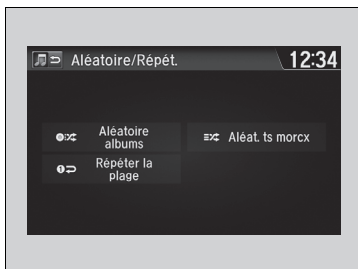 Aléatoire/Répét.
12:34
Aléatoire
albums
Aléat. ts morcx
Répéter la
plage